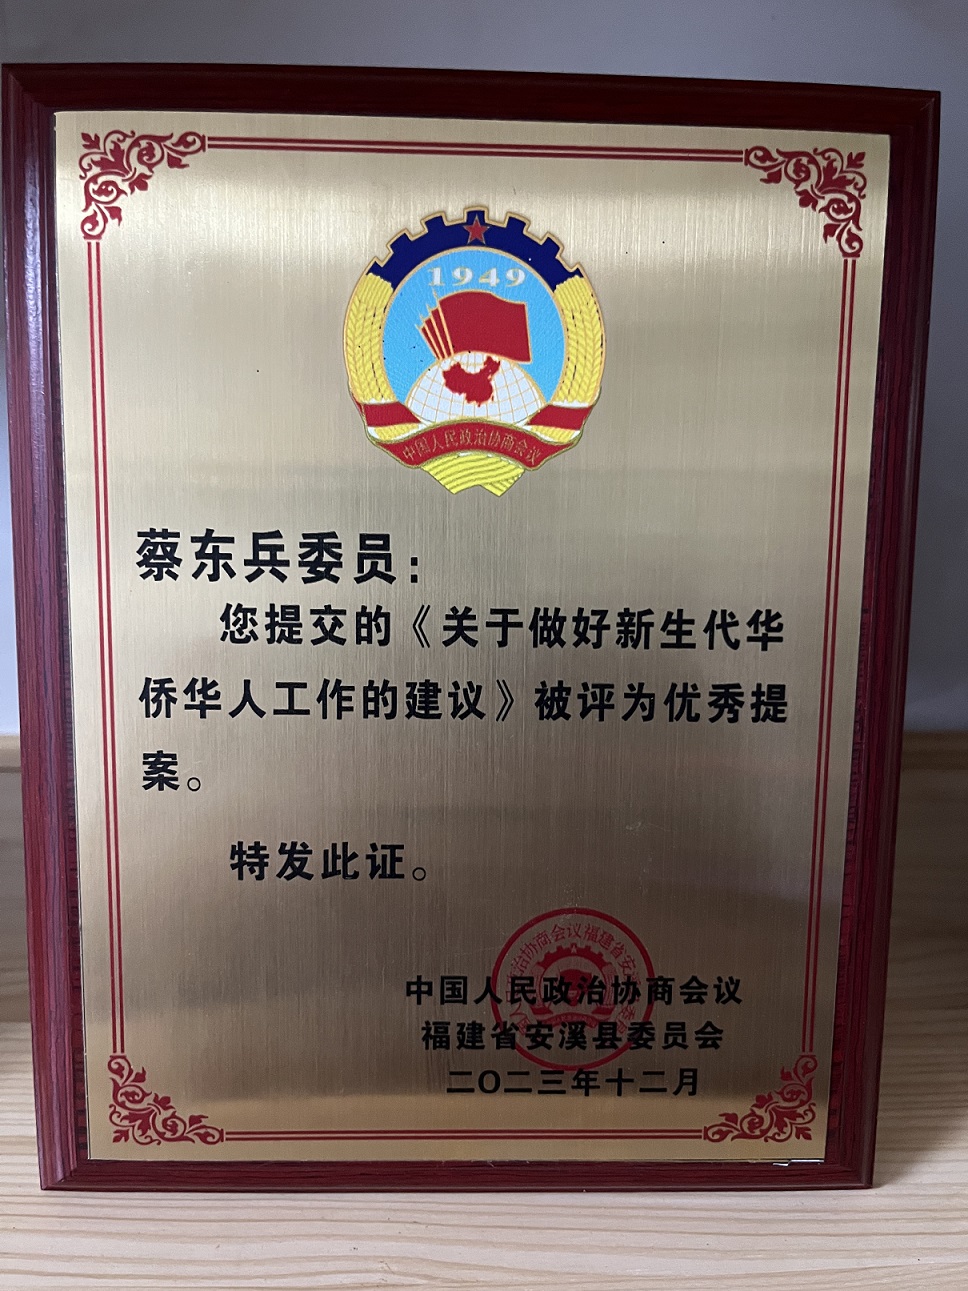 1949
中国人民政治协商会议
蔡东兵委员：
您提交的《关于做好新生代华
侨华人工作的建议》被评为优秀提
案。
特发此证。
中国人民政治协商会议
福建省安溪县委员会
二〇二三年十二月